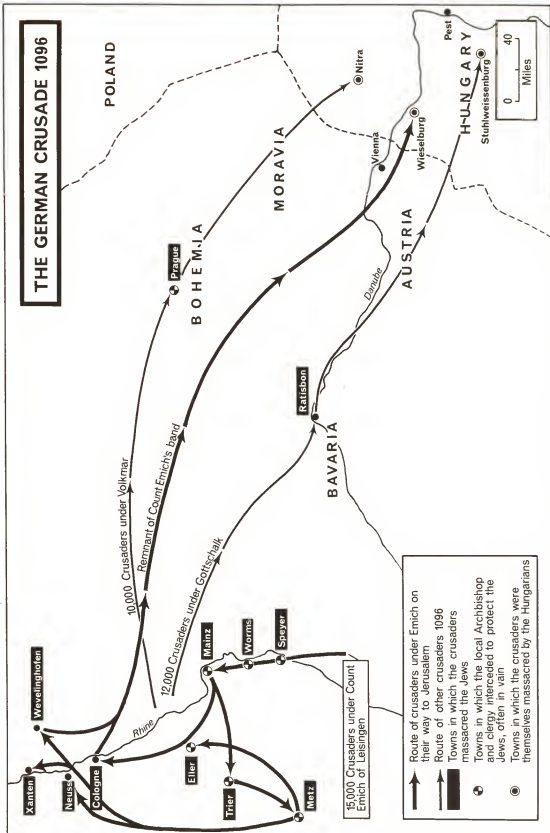 THE GERMAN CRUSADE 1096
POLAND
Nitra
MORAVIA
BOHEMIA
Prague
Pest
HUNGARY
Stuhlweissenburg
Wieselburg
Vienna
AUSTRIA
Danube
0 40
Miles
10,000 Crusaders under Volkmar
Remnant of Count Emich's band
12,000 Crusaders under Gottschalk
Ratisbon
BAVARIA
Wevelinghofen
Xanten
Neuss
Cologne
Rhine
Mainz
Worms
Speyer
Eller
Trier
Metz
15,000 Crusaders under Count
Emich of Leisingen
Route of crusaders under Emich on
their way to Jerusalem
Route of other crusaders 1096
Towns in which the crusaders
massacred the Jews
Towns in which the local Archbishop
and clergy interceded to protect the
Jews, often in vain
Towns in which the crusaders were
themselves massacred by the Hungarians